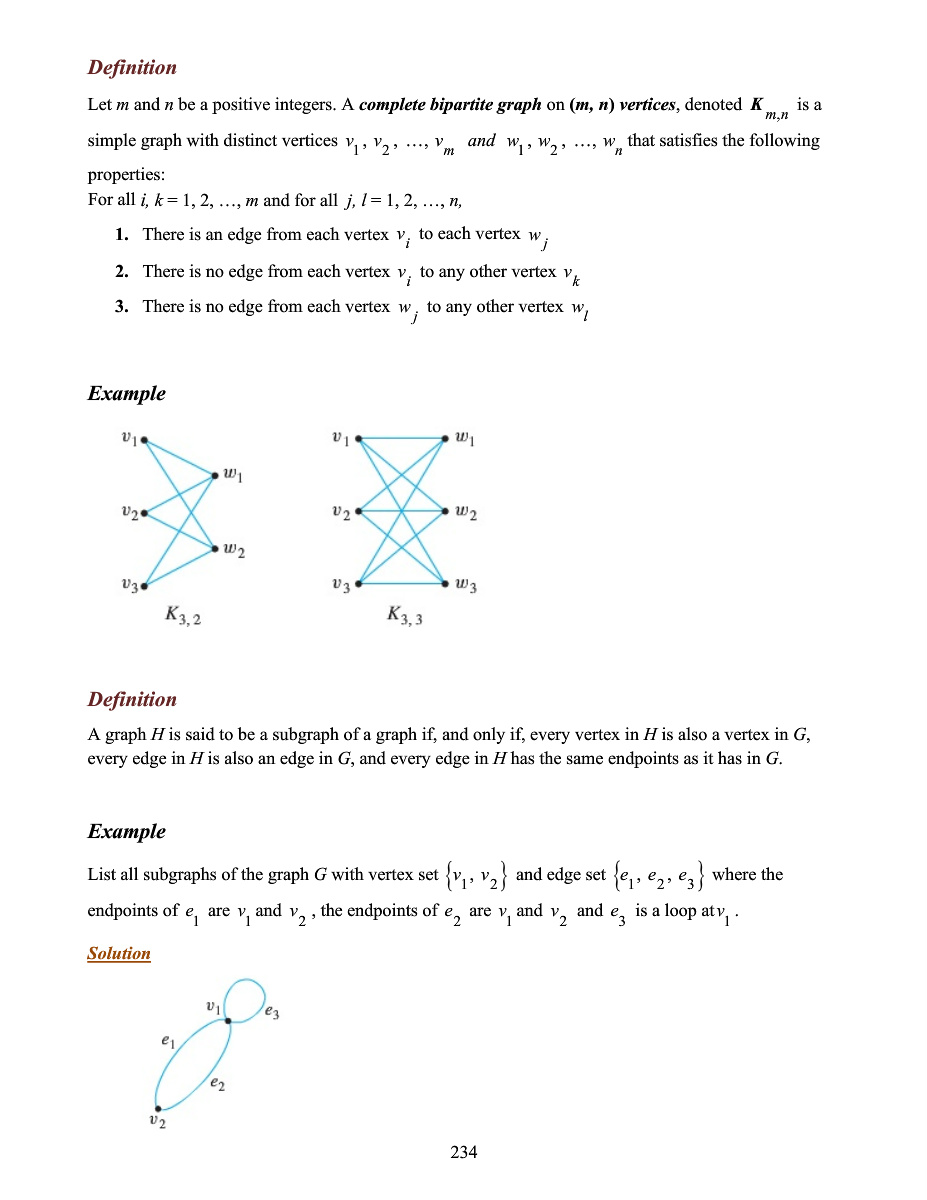 Definition
Let m and n be a positive integers. A complete bipartite graph on (m, n) vertices, denoted K_{m,n} is a
simple graph with distinct vertices v_1, v_2, …, v_m and w_1, w_2, …, w_n that satisfies the following
properties:
For all i, k = 1, 2, …, m and for all j, l = 1, 2, …, n,
1. There is an edge from each vertex v_i to each vertex w_j
2. There is no edge from each vertex v_i to any other vertex v_k
3. There is no edge from each vertex w_j to any other vertex w_l
Example
v_1
w_1
v_2
w_2
v_3
K_{3,2}
v_1
w_1
v_2
w_2
v_3
w_3
K_{3,3}
Definition
A graph H is said to be a subgraph of a graph if, and only if, every vertex in H is also a vertex in G,
every edge in H is also an edge in G, and every edge in H has the same endpoints as it has in G.
Example
List all subgraphs of the graph G with vertex set {v_1, v_2} and edge set {e_1, e_2, e_3} where the
endpoints of e_1 are v_1 and v_2, the endpoints of e_2 are v_1 and v_2 and e_3 is a loop at v_1.
Solution
v_1
e_3
e_1
e_2
v_2
234